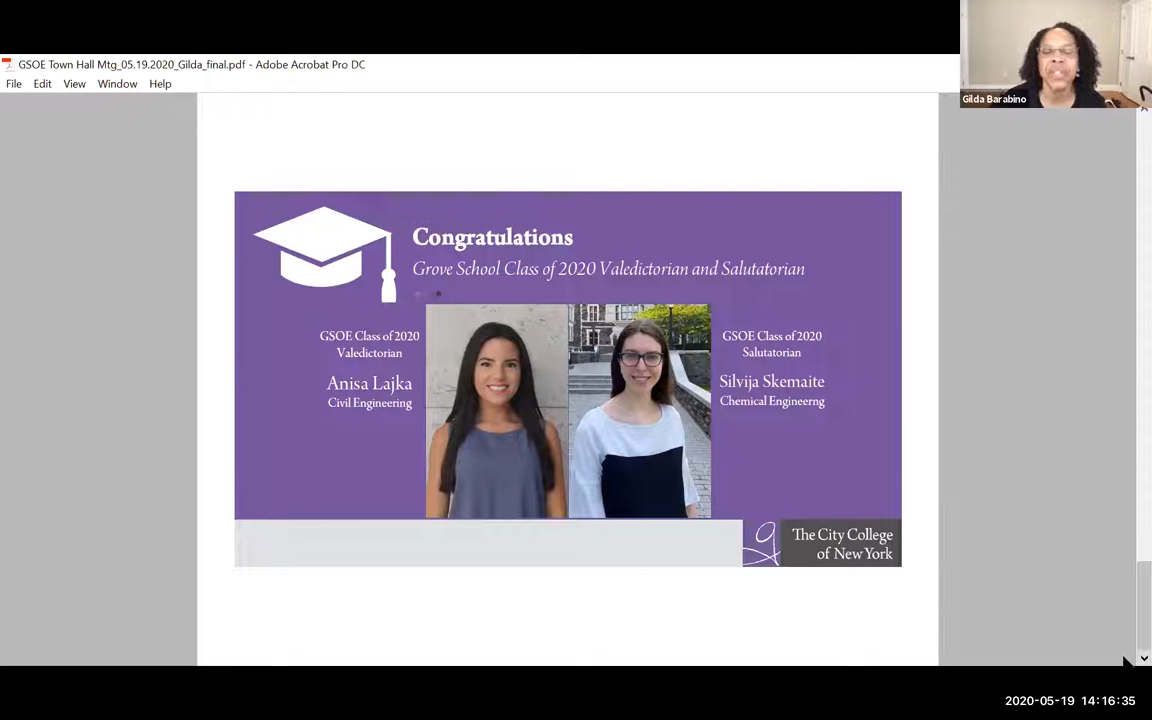 GSOE Town Hall Mtg_05.19.2020_Gilda_final.pdf - Adobe Acrobat Pro DC
File Edit View Window Help
Gilda Barabino
Congratulations
Grove School Class of 2020 Valedictorian and Salutatorian
GSOE Class of 2020
Valedictorian
Anisa Lajka
Civil Engineering
GSOE Class of 2020
Salutatorian
Silvija Skemaite
Chemical Engineerng
The City College
of New York
2020-05-19 14:16:35